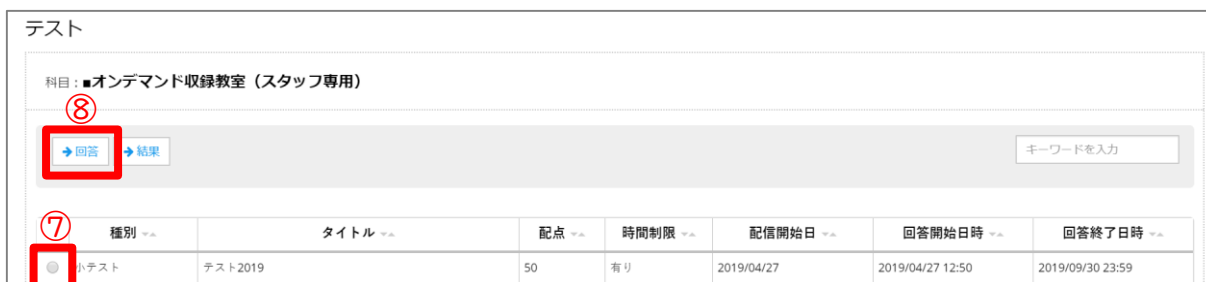 テスト
科目：■オンデマンド収録教室（スタッフ専用）
⑧
➔回答 ➔結果 キーワードを入力
⑦
種別 タイトル 配点 時間制限 配信開始日 回答開始日時 回答終了日時
小テスト テスト2019 50 有り 2019/04/27 2019/04/27 12:50 2019/09/30 23:59